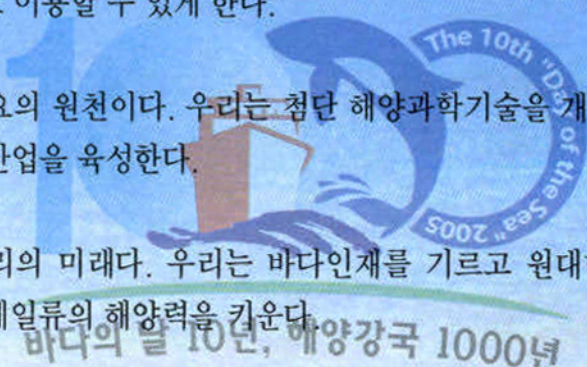 이용할 수 있게 한다.
The 10th "Day of the Sea" 2005
의 원천이다. 우리는 첨단 해양과학기술을 개
산업을 육성한다.
리의 미래다. 우리는 바다인재를 기르고 원대
제일류의 해양력을 키운다.
바다의 날 10년, 해양강국 1000년